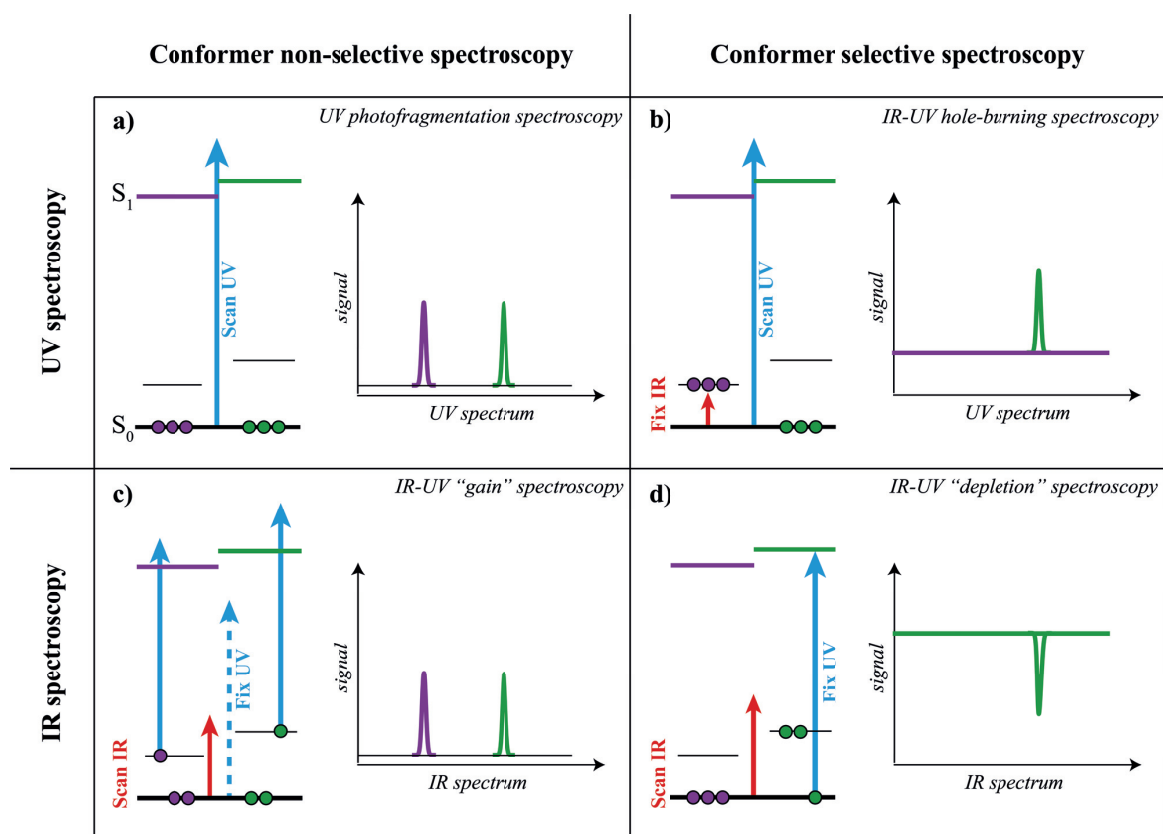 Conformer non-selective spectroscopy
Conformer selective spectroscopy
UV spectroscopy
a)
UV photofragmentation spectroscopy
S1
S0
Scan UV
signal
UV spectrum
b)
IR-UV hole-burning spectroscopy
Fix IR
Scan UV
signal
UV spectrum
IR spectroscopy
c)
IR-UV “gain” spectroscopy
Scan IR
Fix UV
signal
IR spectrum
d)
IR-UV “depletion” spectroscopy
Scan IR
Fix UV
signal
IR spectrum